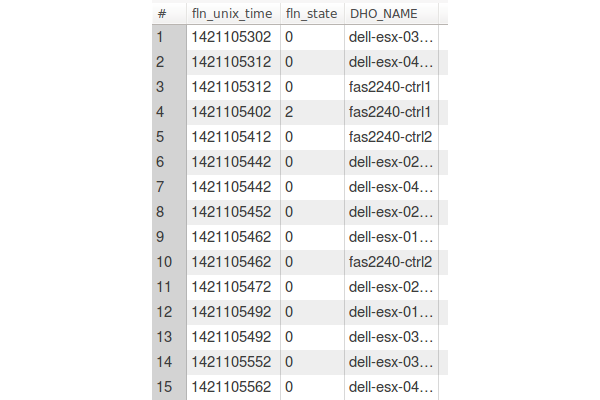 # fln_unix_time fln_state DHO_NAME
1 1421105302 0 dell-esx-03...
2 1421105312 0 dell-esx-04...
3 1421105312 0 fas2240-ctrl1
4 1421105402 2 fas2240-ctrl1
5 1421105412 0 fas2240-ctrl2
6 1421105442 0 dell-esx-02...
7 1421105442 0 dell-esx-04...
8 1421105452 0 dell-esx-02...
9 1421105462 0 dell-esx-01...
10 1421105462 0 fas2240-ctrl2
11 1421105472 0 dell-esx-02...
12 1421105492 0 dell-esx-01...
13 1421105492 0 dell-esx-03...
14 1421105552 0 dell-esx-03...
15 1421105562 0 dell-esx-04...